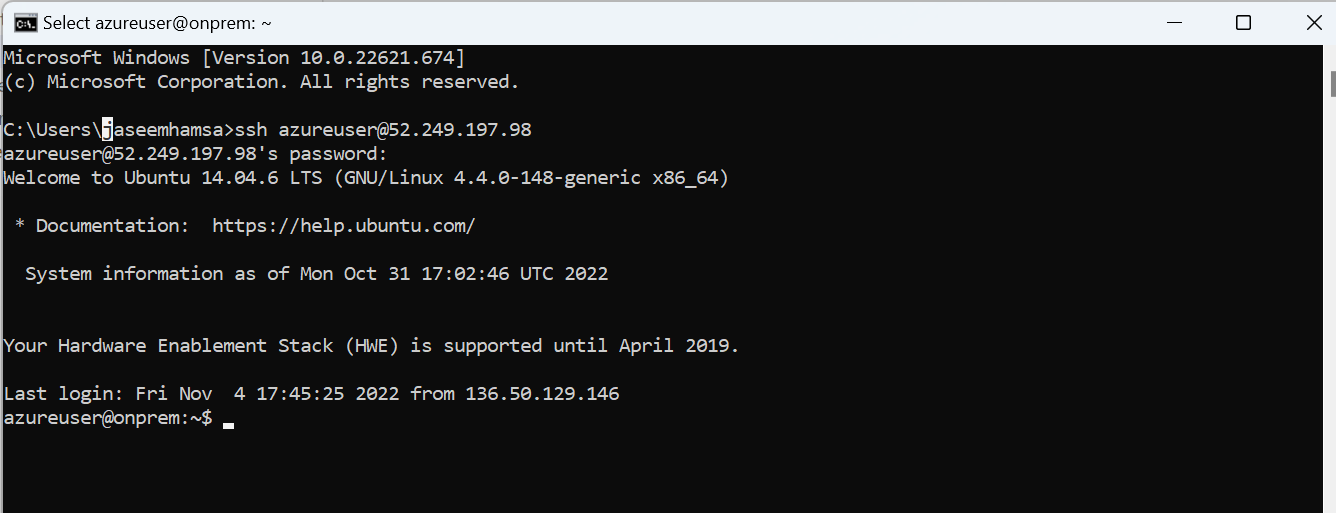 Select azureuser@onprem: ~
Microsoft Windows [Version 10.0.22621.674]
(c) Microsoft Corporation. All rights reserved.
C:\Users\jaseemhamsa>ssh azureuser@52.249.197.98
azureuser@52.249.197.98's password:
Welcome to Ubuntu 14.04.6 LTS (GNU/Linux 4.4.0-148-generic x86_64)
* Documentation:  https://help.ubuntu.com/
System information as of Mon Oct 31 17:02:46 UTC 2022
Your Hardware Enablement Stack (HWE) is supported until April 2019.
Last login: Fri Nov  4 17:45:25 2022 from 136.50.129.146
azureuser@onprem:~$